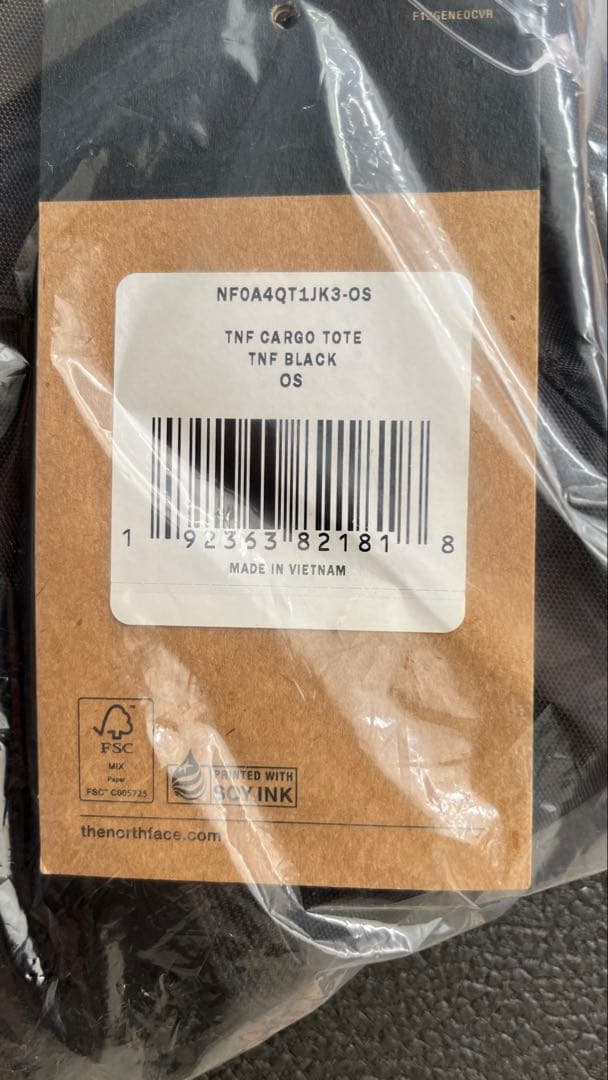 NF0A4QT1JK3-OS
TNF CARGO TOTE
TNF BLACK
OS
1 92363 82181 8
MADE IN VIETNAM
FSC
MIX
Paper
FSC™ C005725
PRINTED WITH
SOY INK
thenorthface.com